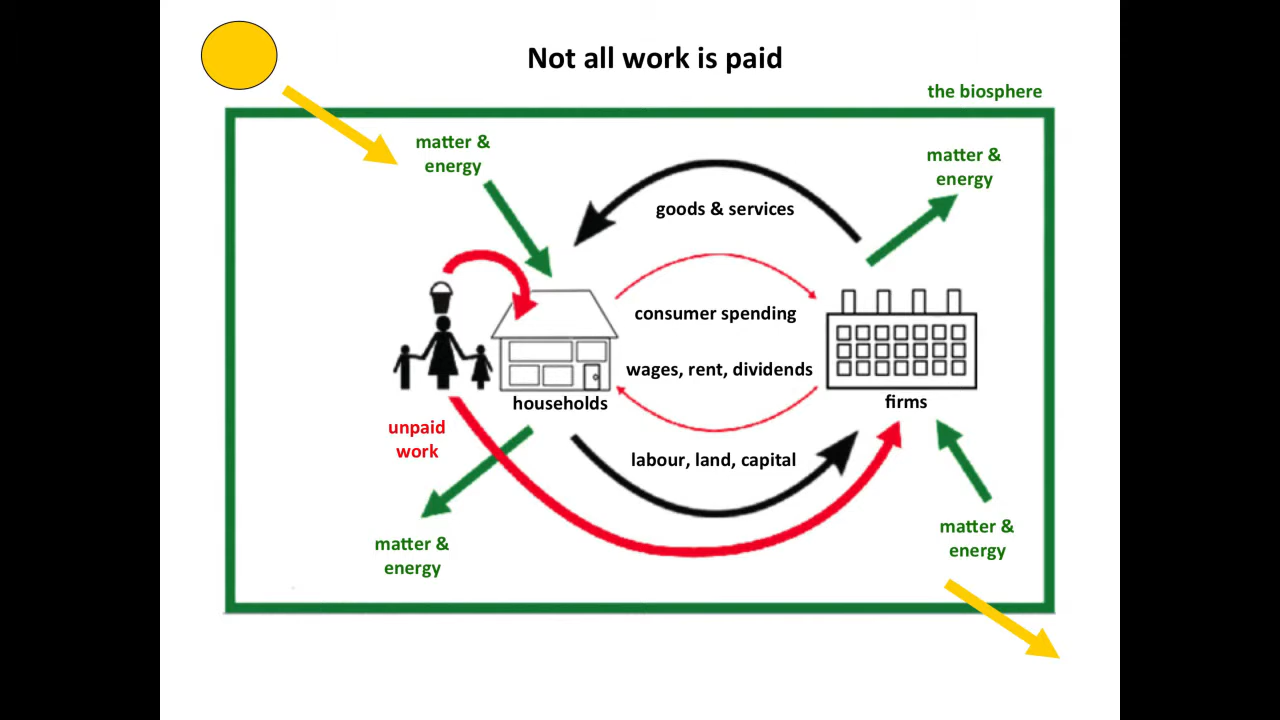 Not all work is paid
the biosphere
matter &
energy
matter &
energy
goods & services
consumer spending
wages, rent, dividends
households
firms
unpaid
work
labour, land, capital
matter &
energy
matter &
energy